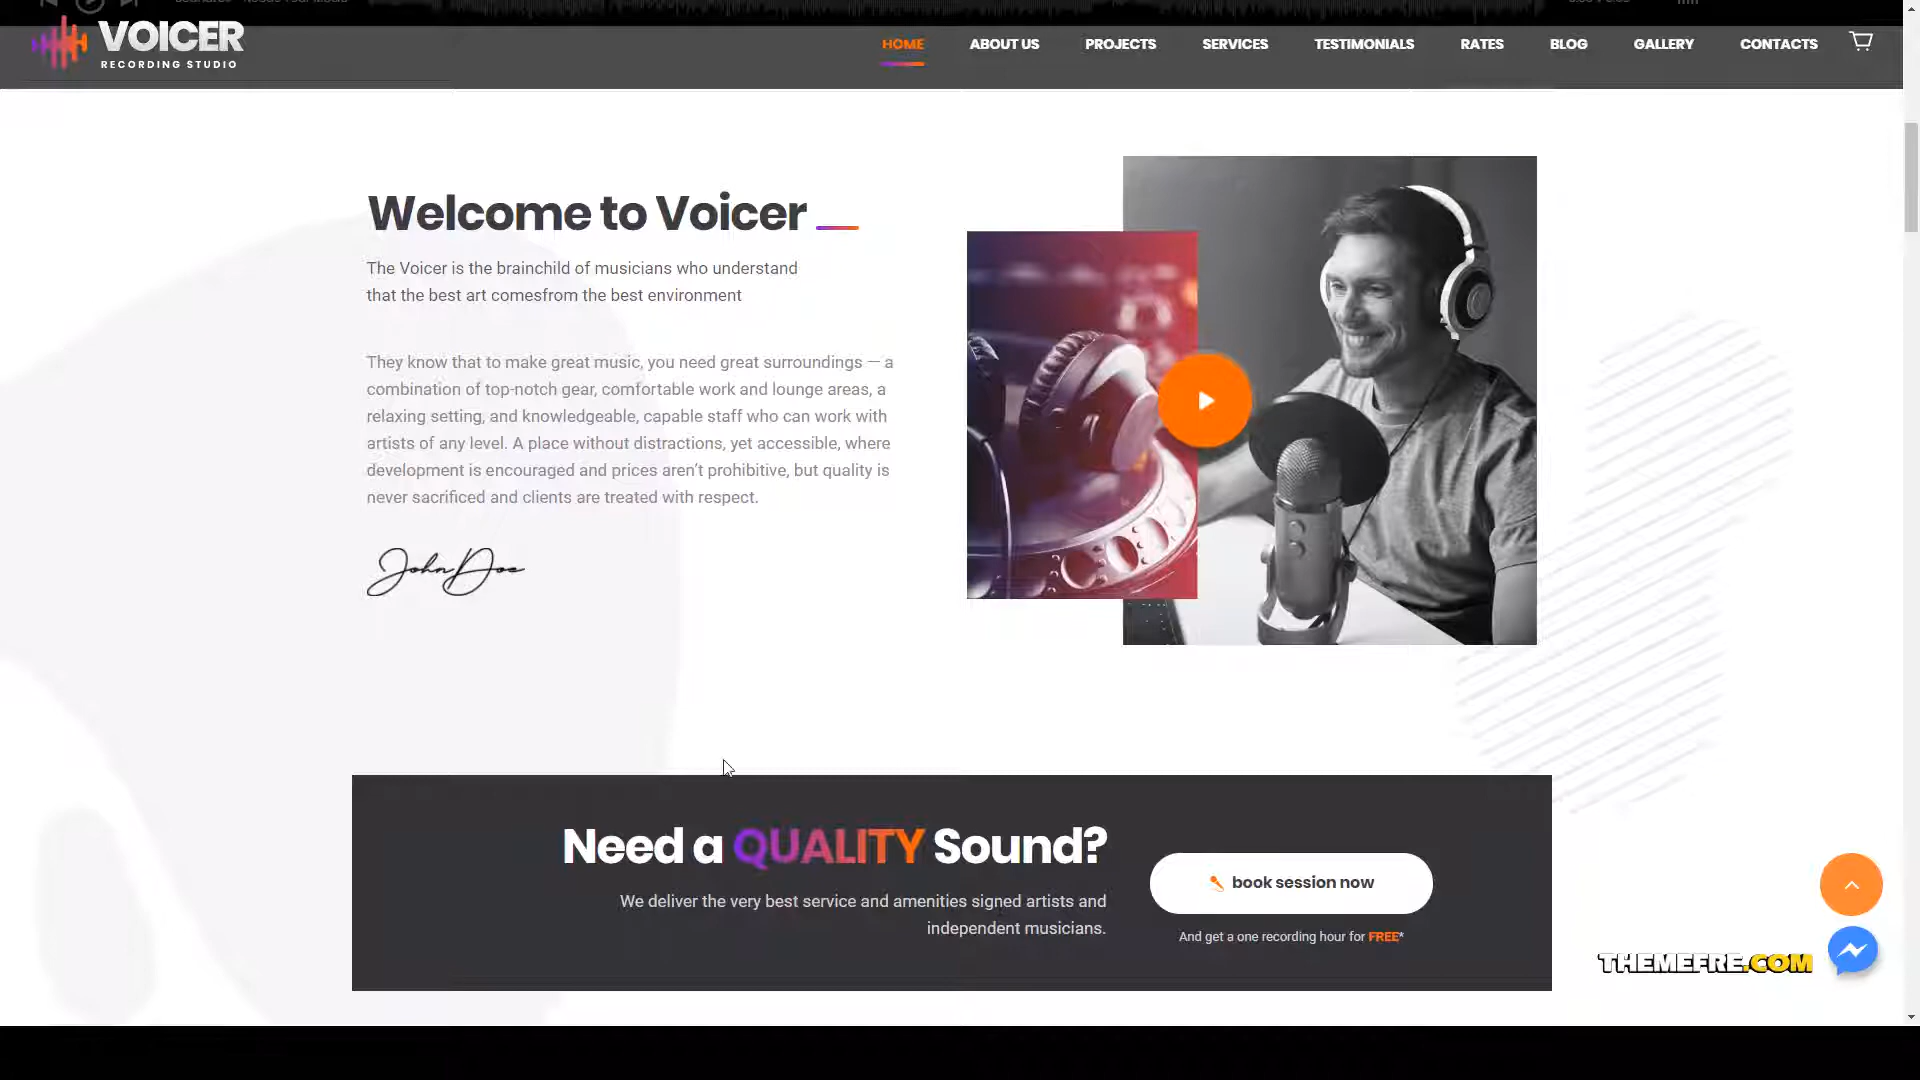 VOICER
RECORDING STUDIO
HOME
ABOUT US
PROJECTS
SERVICES
TESTIMONIALS
RATES
BLOG
GALLERY
CONTACTS
Welcome to Voicer
The Voicer is the brainchild of musicians who understand
that the best art comesfrom the best environment
They know that to make great music, you need great surroundings — a
combination of top-notch gear, comfortable work and lounge areas, a
relaxing setting, and knowledgeable, capable staff who can work with
artists of any level. A place without distractions, yet accessible, where
development is encouraged and prices aren’t prohibitive, but quality is
never sacrificed and clients are treated with respect.
John Doe
Need a QUALITY Sound?
We deliver the very best service and amenities signed artists and
independent musicians.
book session now
And get a one recording hour for FREE*
THEMEFRE.COM